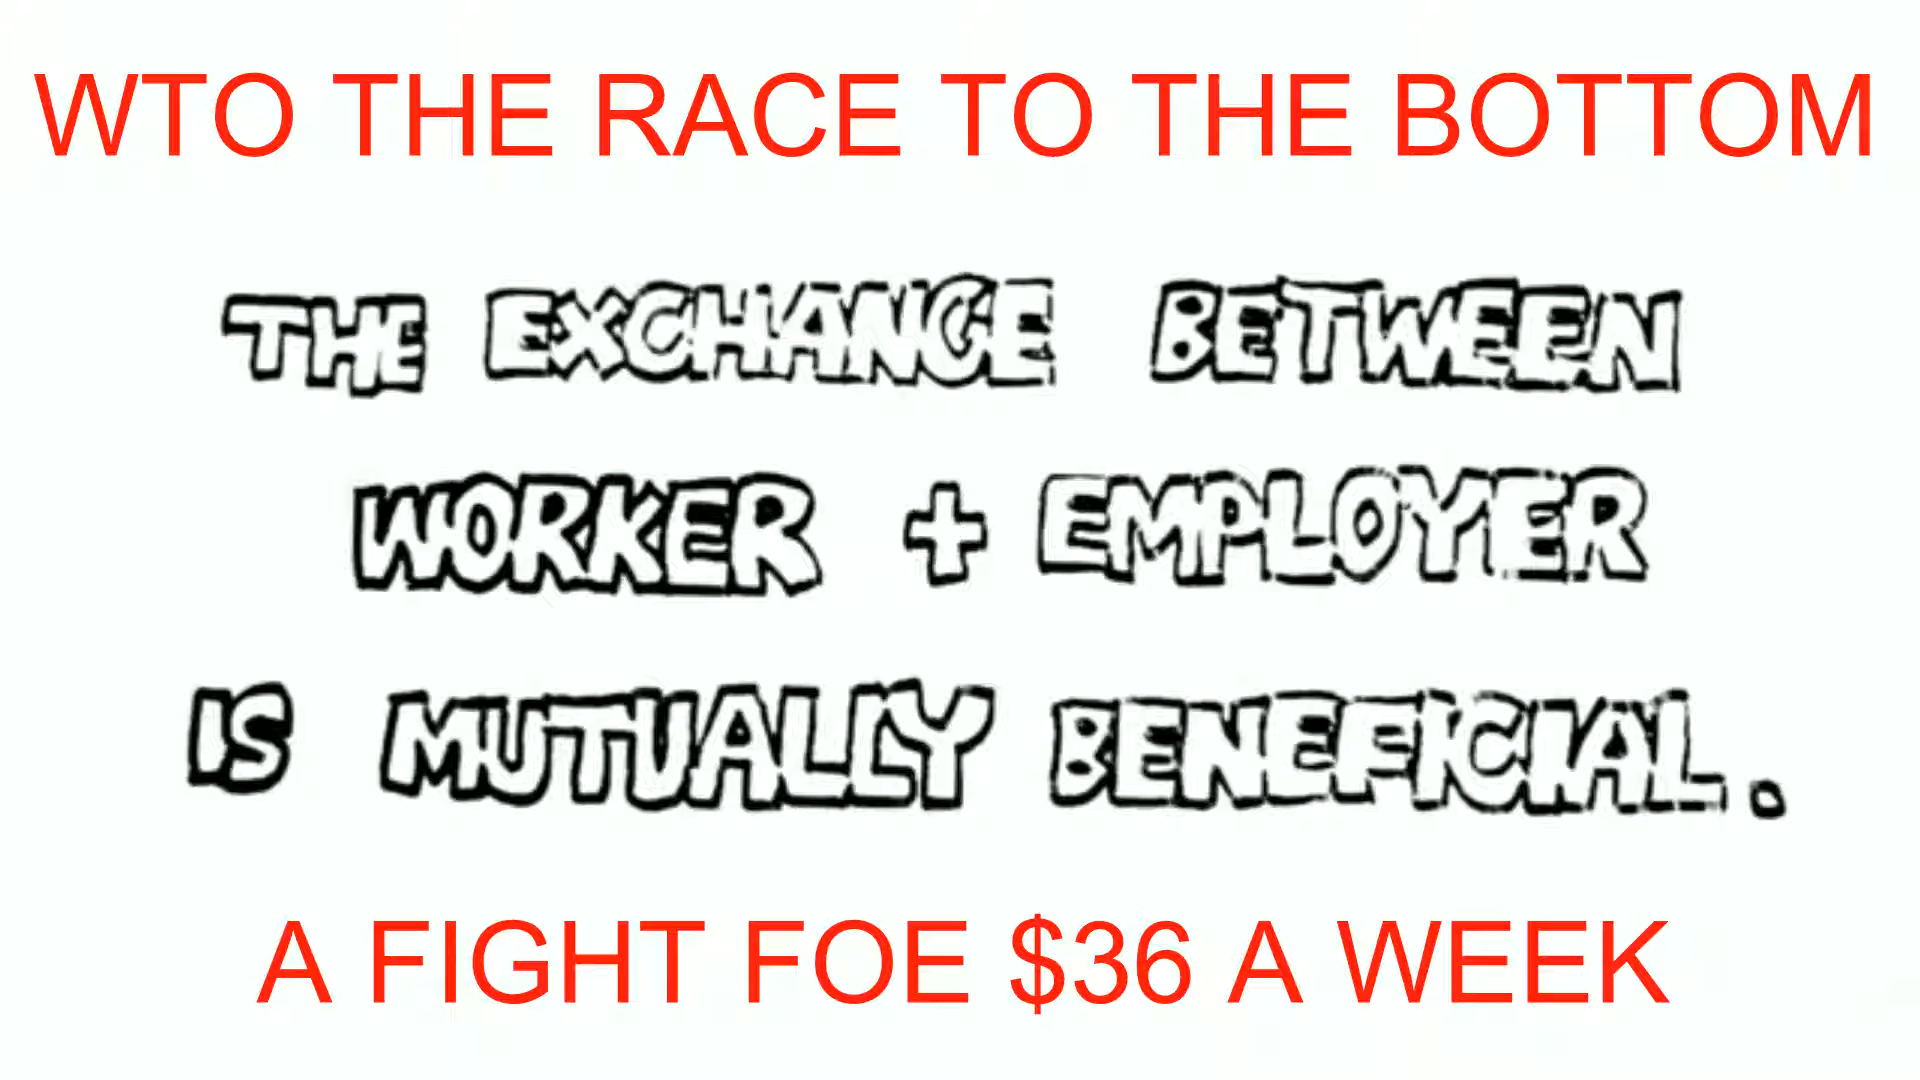 WTO THE RACE TO THE BOTTOM
THE EXCHANGE BETWEEN
WORKER + EMPLOYER
IS MUTUALLY BENEFICIAL.
A FIGHT FOE $36 A WEEK